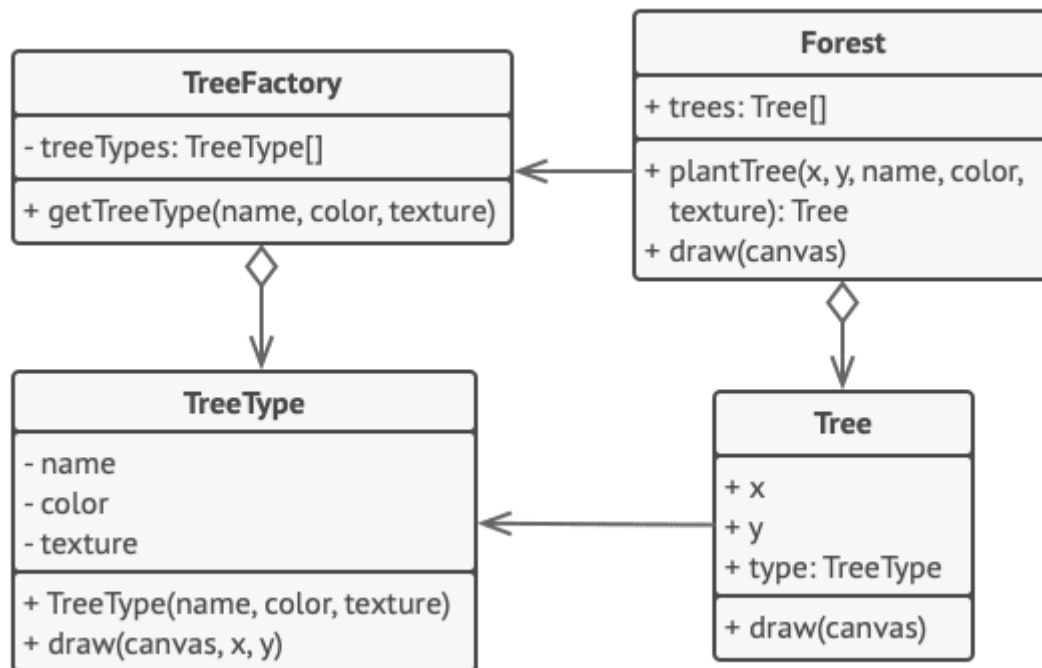 TreeFactory
- treeTypes: TreeType[]
+ getTreeType(name, color, texture)
Forest
+ trees: Tree[]
+ plantTree(x, y, name, color,
texture): Tree
+ draw(canvas)
TreeType
- name
- color
- texture
+ TreeType(name, color, texture)
+ draw(canvas, x, y)
Tree
+ x
+ y
+ type: TreeType
+ draw(canvas)